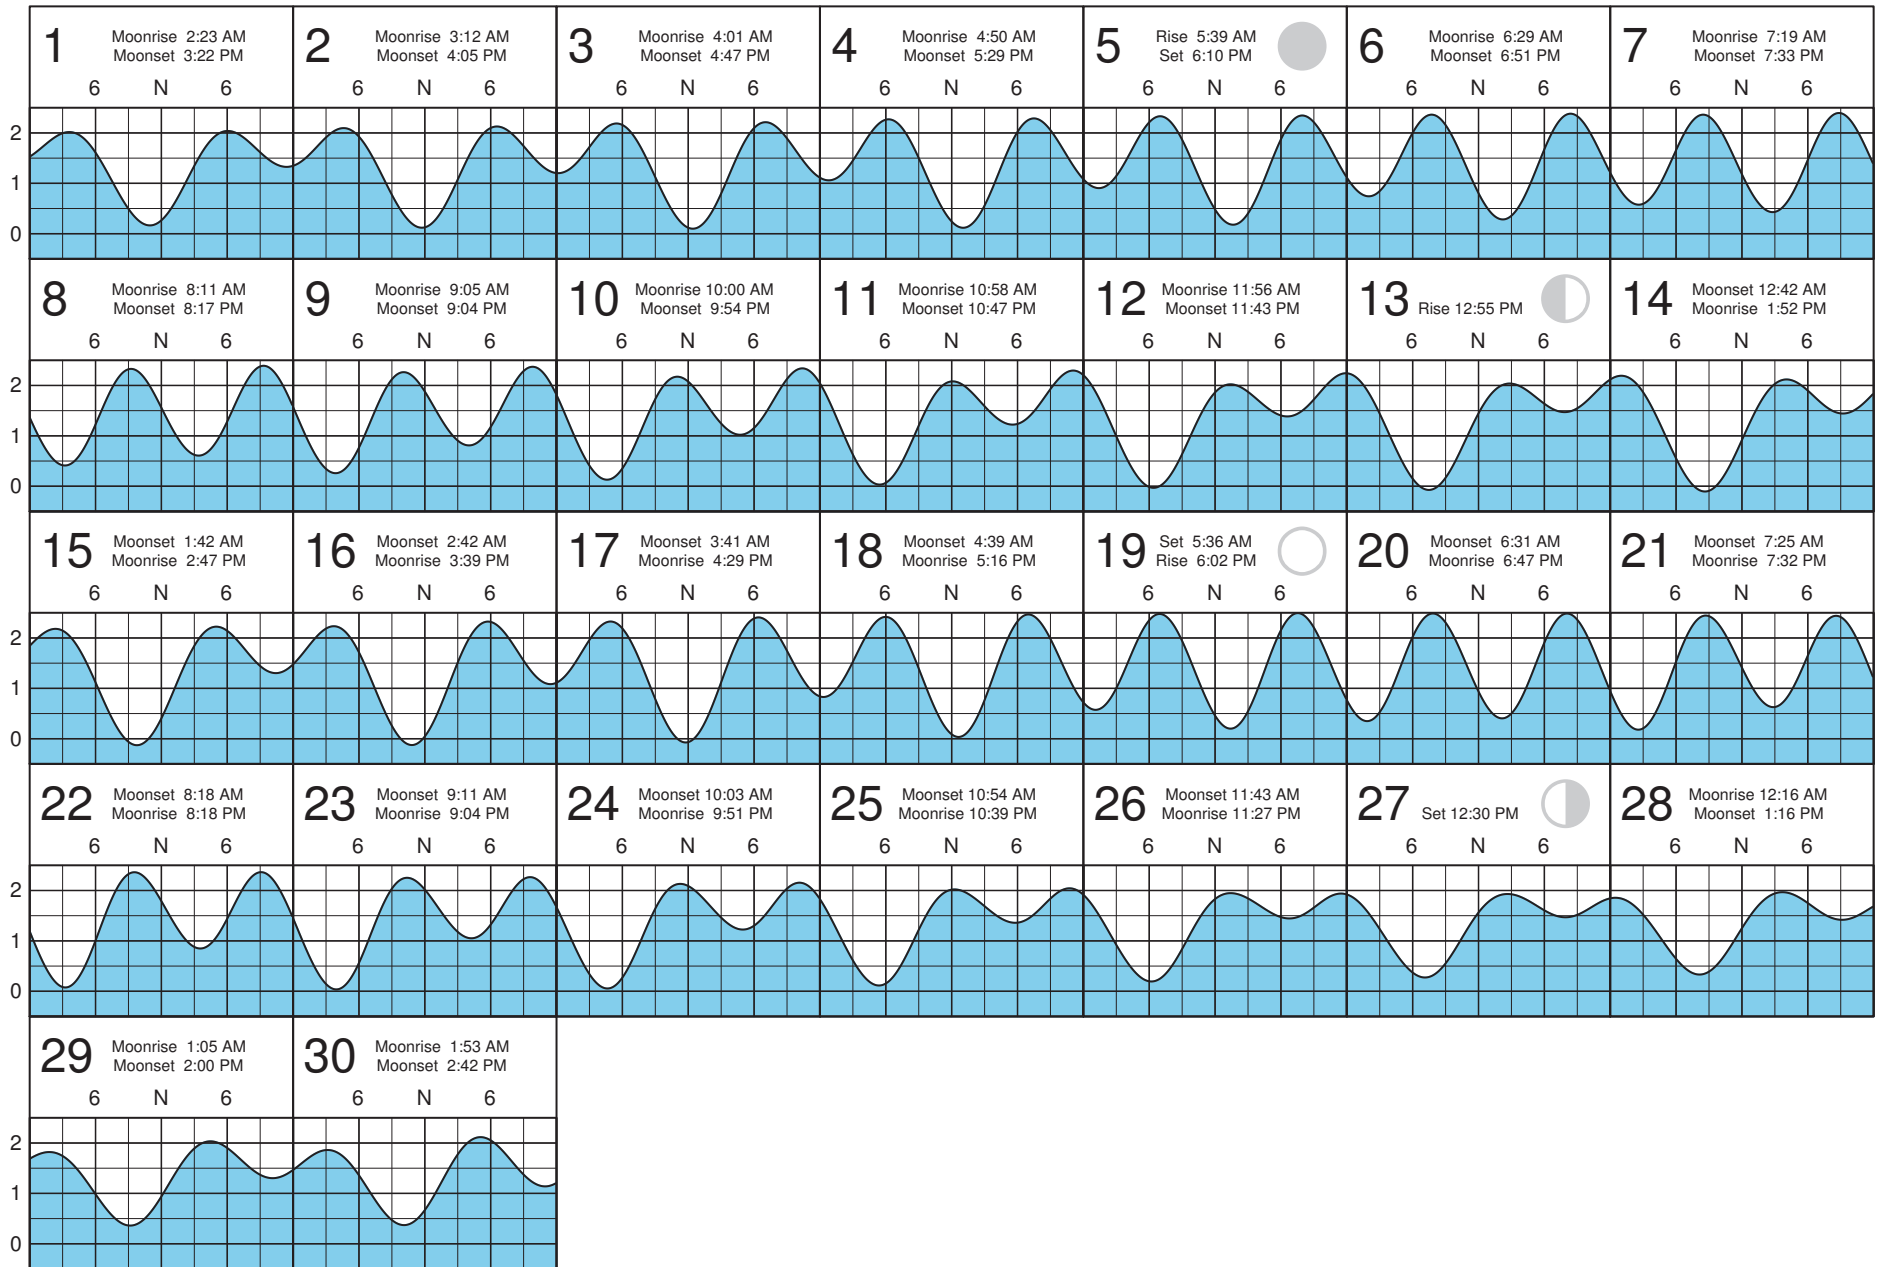 1
Moonrise 2:23 AM
Moonset 3:22 PM
6 N 6
2
Moonrise 3:12 AM
Moonset 4:05 PM
6 N 6
3
Moonrise 4:01 AM
Moonset 4:47 PM
6 N 6
4
Moonrise 4:50 AM
Moonset 5:29 PM
6 N 6
5
Rise 5:39 AM
Set 6:10 PM
6 N 6
6
Moonrise 6:29 AM
Moonset 6:51 PM
6 N 6
7
Moonrise 7:19 AM
Moonset 7:33 PM
6 N 6
2
1
0
8
Moonrise 8:11 AM
Moonset 8:17 PM
6 N 6
9
Moonrise 9:05 AM
Moonset 9:04 PM
6 N 6
10
Moonrise 10:00 AM
Moonset 9:54 PM
6 N 6
11
Moonrise 10:58 AM
Moonset 10:47 PM
6 N 6
12
Moonrise 11:56 AM
Moonset 11:43 PM
6 N 6
13
Rise 12:55 PM
6 N 6
14
Moonset 12:42 AM
Moonrise 1:52 PM
6 N 6
2
1
0
15
Moonset 1:42 AM
Moonrise 2:47 PM
6 N 6
16
Moonset 2:42 AM
Moonrise 3:39 PM
6 N 6
17
Moonset 3:41 AM
Moonrise 4:29 PM
6 N 6
18
Moonset 4:39 AM
Moonrise 5:16 PM
6 N 6
19
Set 5:36 AM
Rise 6:02 PM
6 N 6
20
Moonset 6:31 AM
Moonrise 6:47 PM
6 N 6
21
Moonset 7:25 AM
Moonrise 7:32 PM
6 N 6
2
1
0
22
Moonset 8:18 AM
Moonrise 8:18 PM
6 N 6
23
Moonset 9:11 AM
Moonrise 9:04 PM
6 N 6
24
Moonset 10:03 AM
Moonrise 9:51 PM
6 N 6
25
Moonset 10:54 AM
Moonrise 10:39 PM
6 N 6
26
Moonset 11:43 AM
Moonrise 11:27 PM
6 N 6
27
Set 12:30 PM
6 N 6
28
Moonrise 12:16 AM
Moonset 1:16 PM
6 N 6
2
1
0
29
Moonrise 1:05 AM
Moonset 2:00 PM
6 N 6
30
Moonrise 1:53 AM
Moonset 2:42 PM
6 N 6
2
1
0